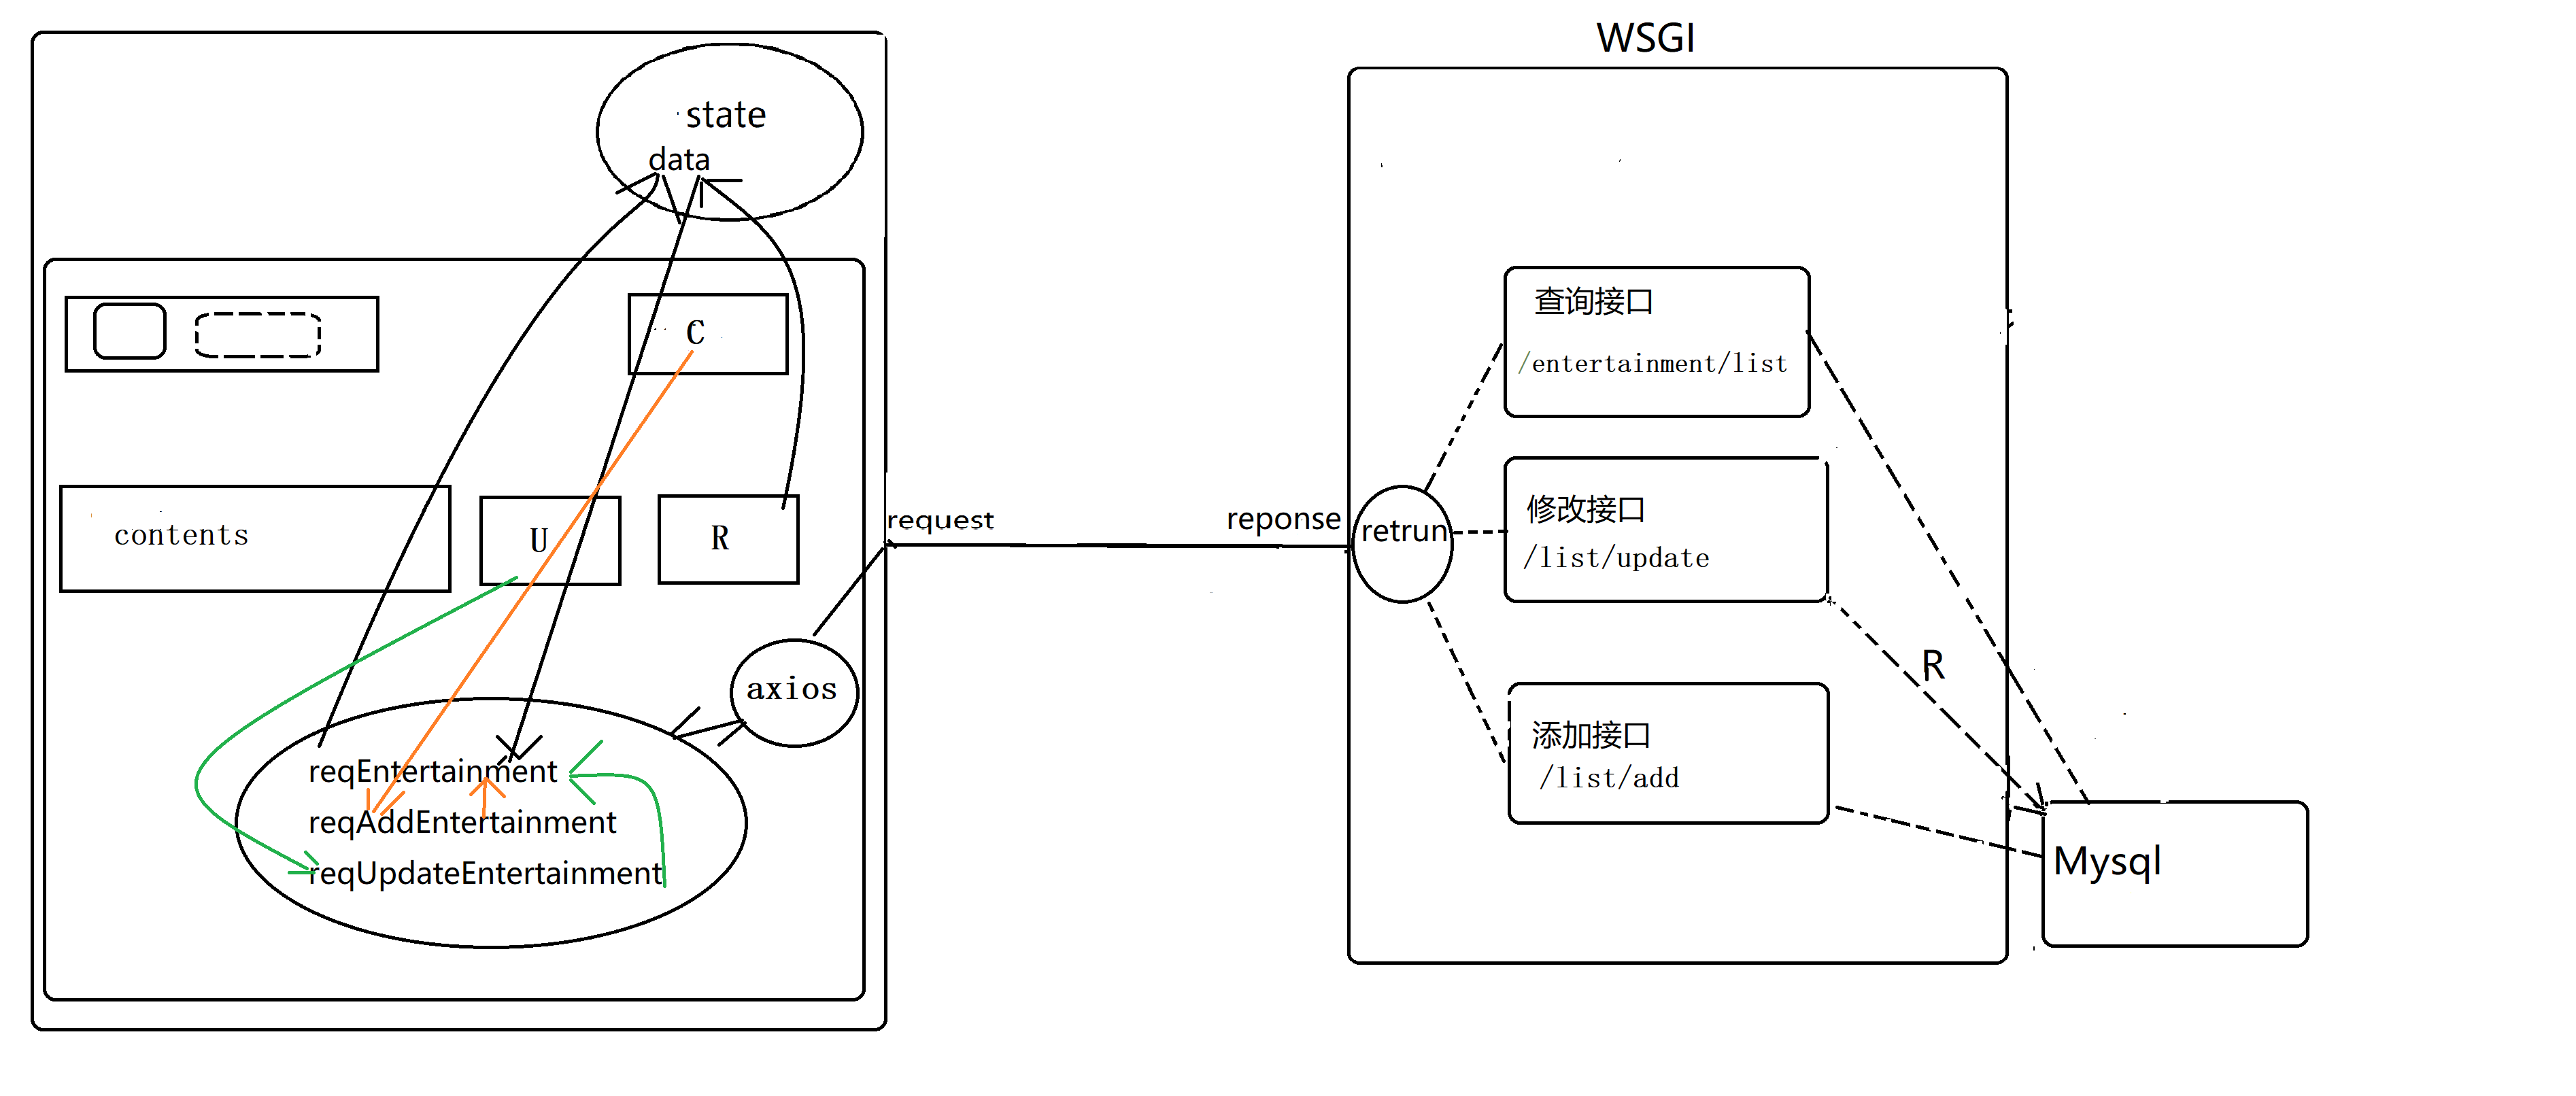 WSGI
state
data
C
contents
U
R
axios
reqEntertainment
reqAddEntertainment
reqUpdateEntertainment
request
reponse
retrun
查询接口
/entertainment/list
修改接口
/list/update
添加接口
/list/add
R
Mysql